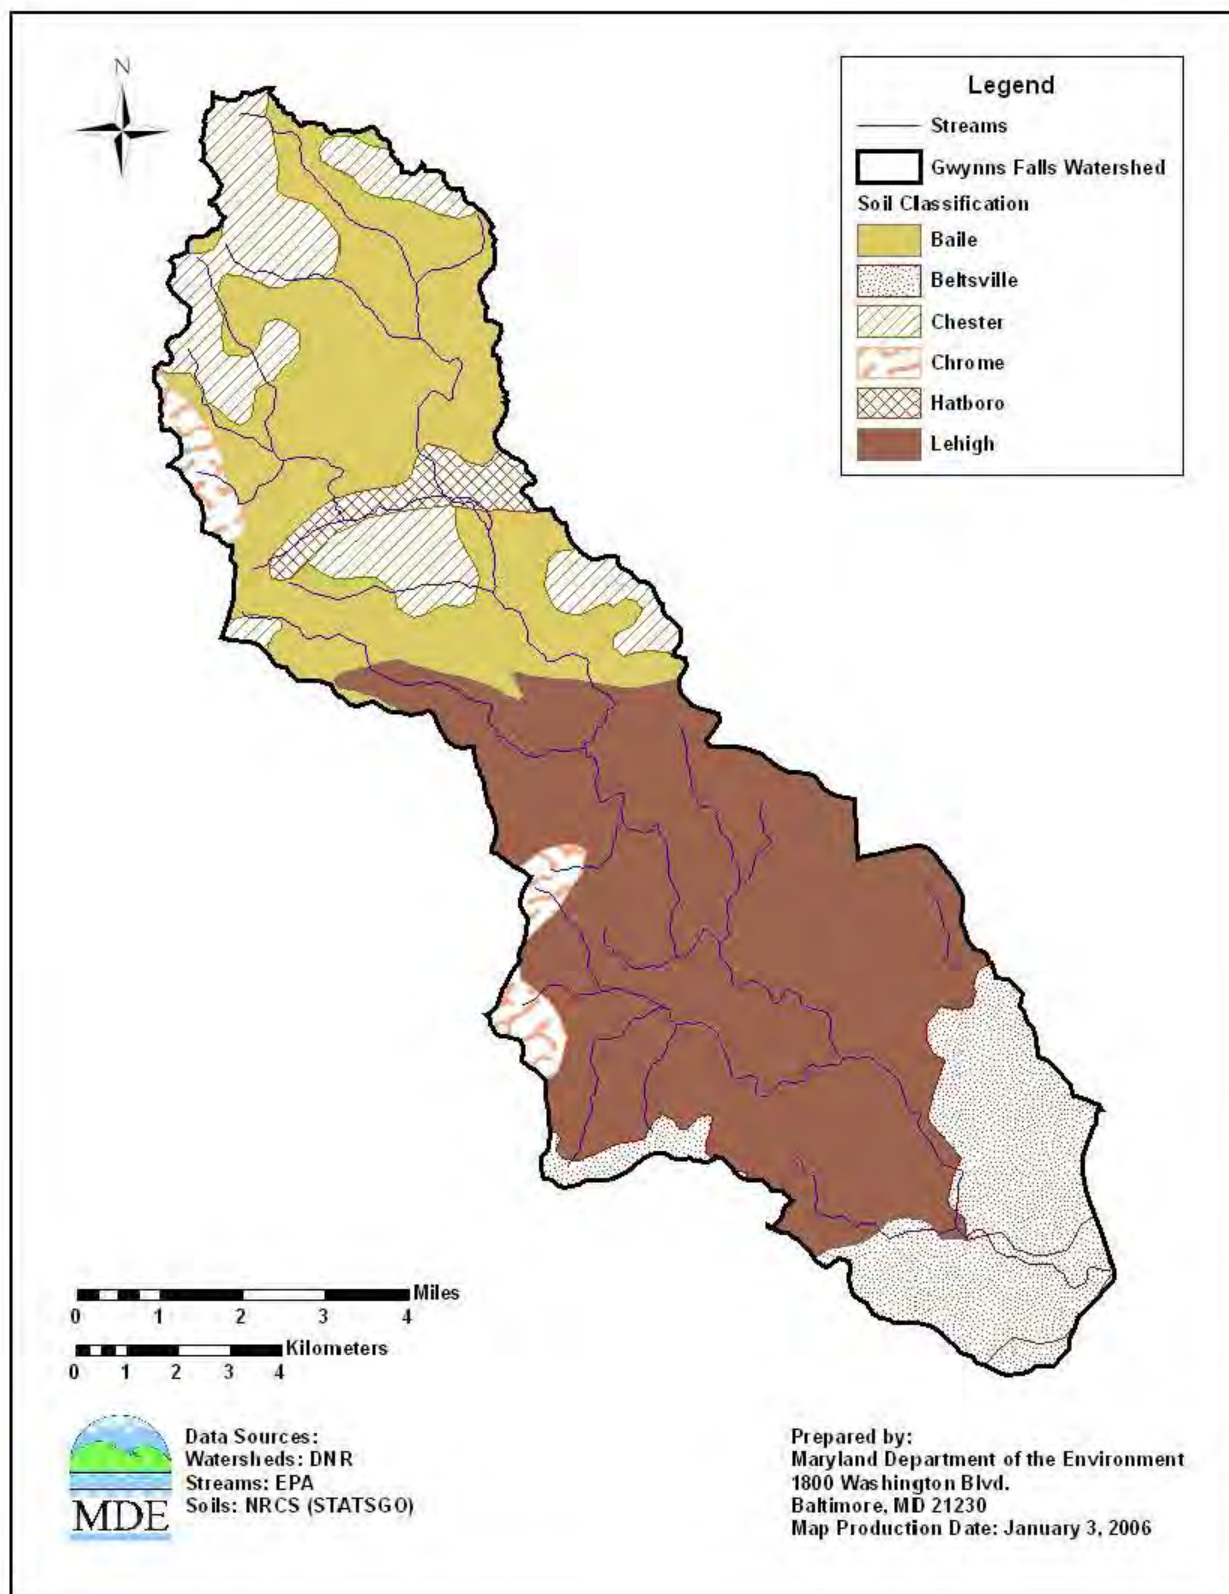 N
Legend
Streams
Gwynns Falls Watershed
Soil Classification
Baile
Beltsville
Chester
Chrome
Hatboro
Lehigh
Miles
0 1 2 3 4
Kilometers
0 1 2 3 4
MDE
Data Sources:
Watersheds: DNR
Streams: EPA
Soils: NRCS (STATSGO)
Prepared by:
Maryland Department of the Environment
1800 Washington Blvd.
Baltimore, MD 21230
Map Production Date: January 3, 2006